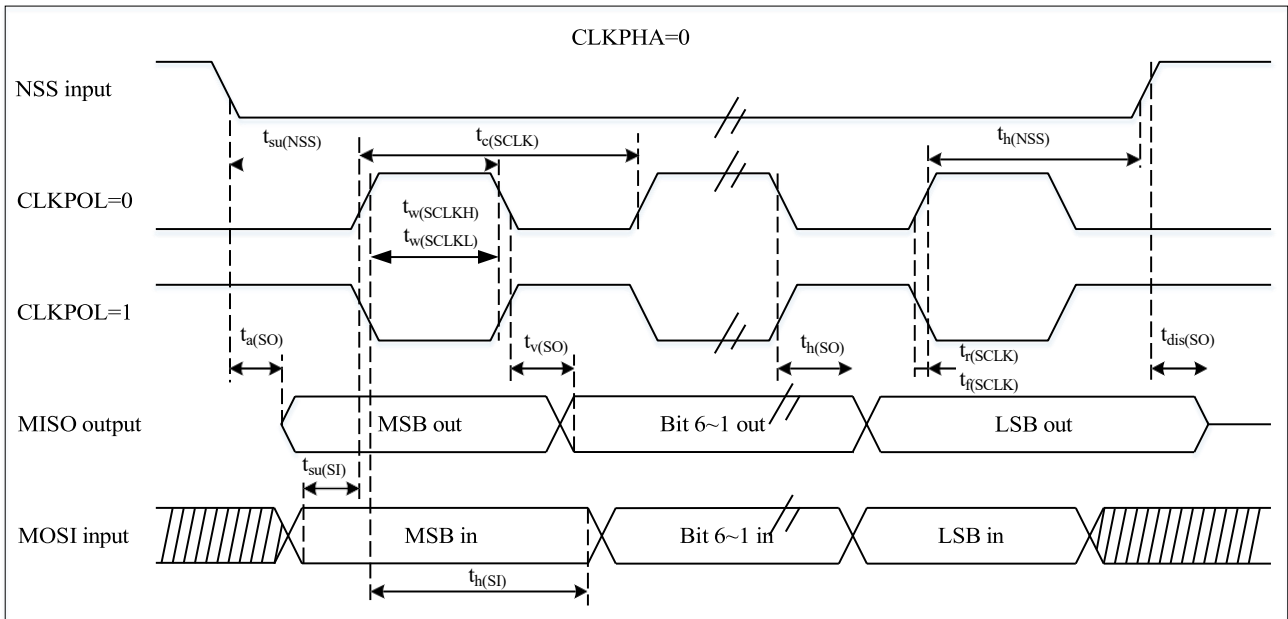 CLKPHA=0
NSS input
tsu(NSS)
tc(SCLK)
th(NSS)
CLKPOL=0
tw(SCLKH)
tw(SCLKL)
CLKPOL=1
ta(SO)
tv(SO)
th(SO)
tr(SCLK)
tf(SCLK)
tdis(SO)
MISO output
MSB out
Bit 6~1 out
LSB out
tsu(SI)
MOSI input
MSB in
Bit 6~1 in
LSB in
th(SI)